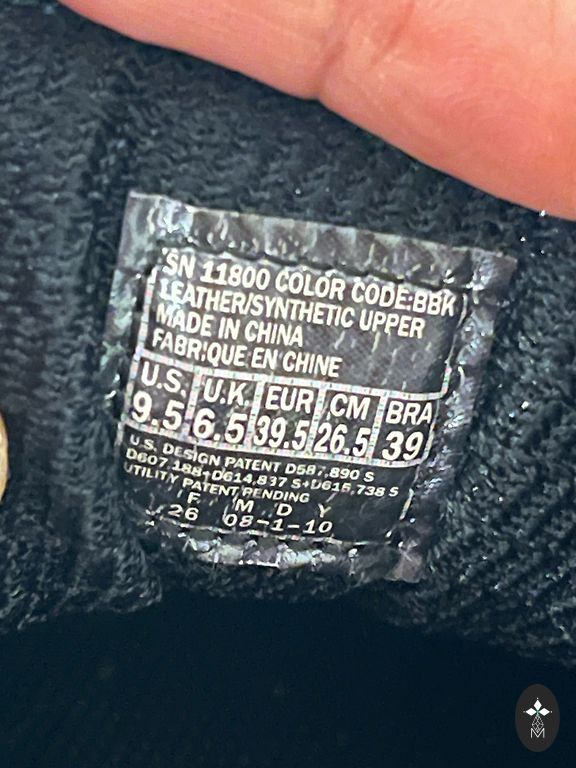 SN 11800 COLOR CODE:BBK
LEATHER/SYNTHETIC UPPER
MADE IN CHINA
FABRIQUE EN CHINE
U.S. U.K. EUR CM BRA
9.5 6.5 39.5 26.5 39
U.S. DESIGN PATENT D587,890 S
D607,188+D614,837 S+D615,738 S
UTILITY PATENT PENDING
F M D Y
26 08-1-10
M